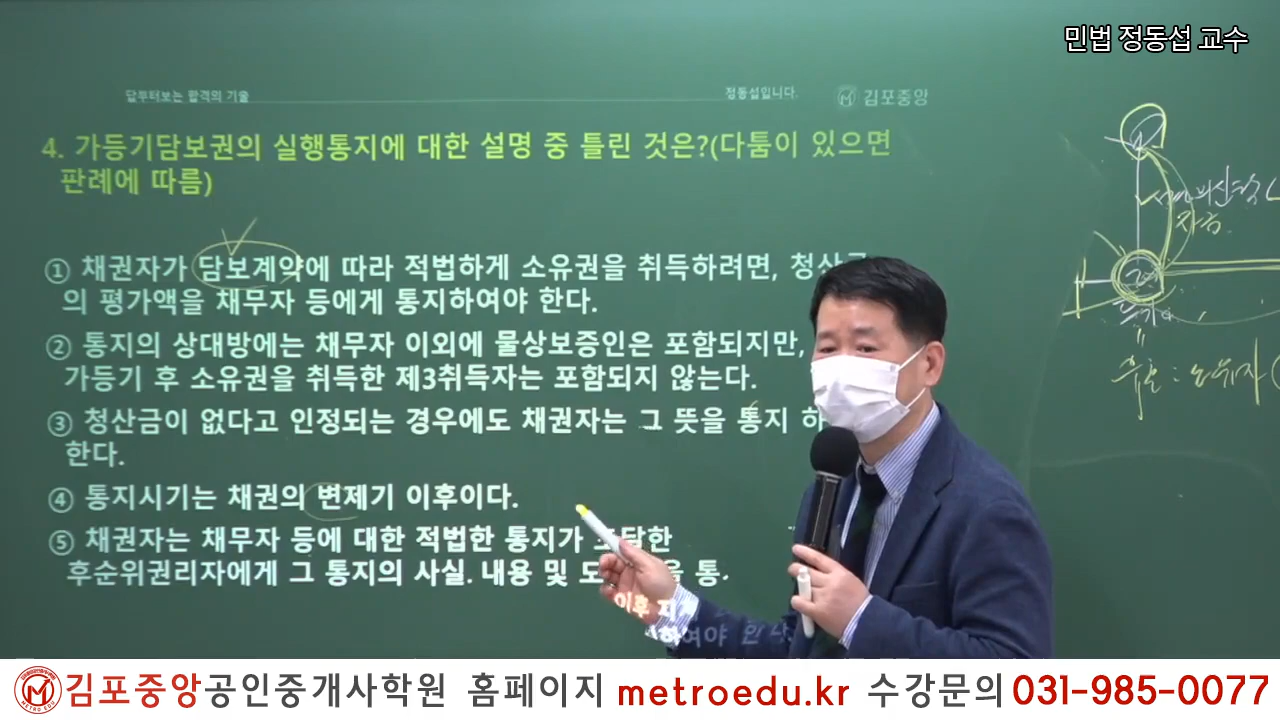 민법 정동섭 교수
답부터보는 합격의 기술
정동섭입니다.
김포중앙
4. 가등기담보권의 실행통지에 대한 설명 중 틀린 것은?(다툼이 있으면
판례에 따름)
① 채권자가 담보계약에 따라 적법하게 소유권을 취득하려면,
의 평가액을 채무자 등에게 통지하여야 한다.
② 통지의 상대방에는 채무자 이외에 물상보증인은 포함되지만,
가등기 후 소유권을 취득한 제3취득자는 포함되지 않는다.
③ 청산금이 없다고 인정되는 경우에도 채권자는 그 뜻을 통지
한다.
④ 통지시기는 채권의 변제기 이후이다.
⑤ 채권자는 채무자 등에 대한 적법한 통지가
후순위권리자에게 그 통지의 사실. 내용 및
이후
하여야
METRO EDU
김포중앙공인중개사학원 홈페이지 metroedu.kr 수강문의 031-985-0077